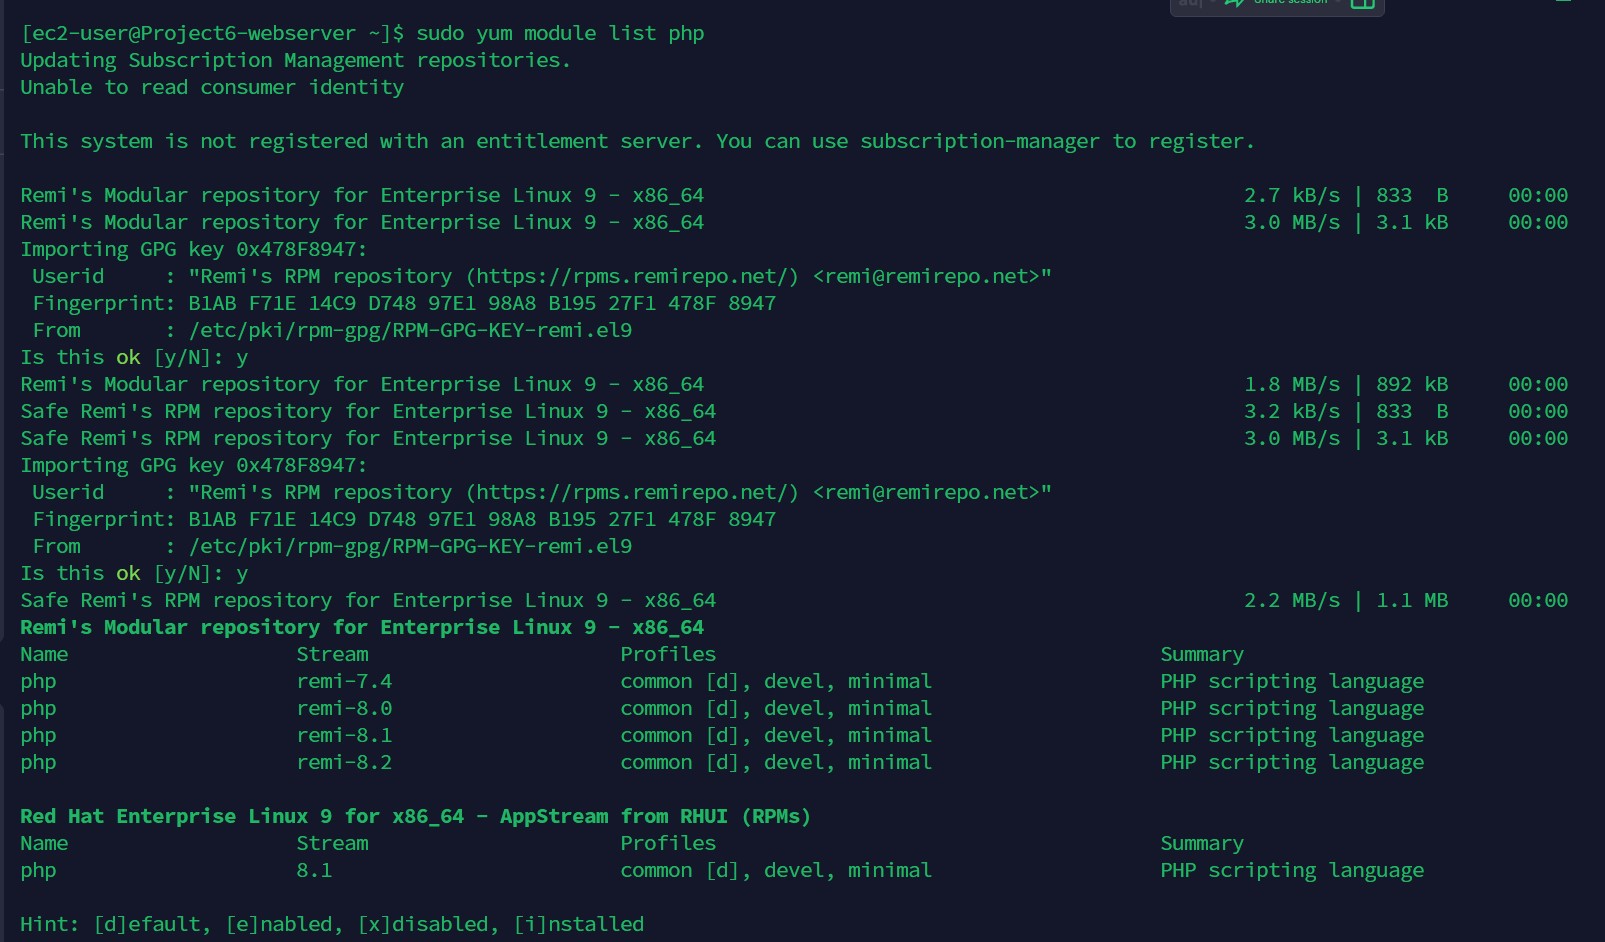 Share session
[ec2-user@Project6-webserver ~]$ sudo yum module list php
Updating Subscription Management repositories.
Unable to read consumer identity
This system is not registered with an entitlement server. You can use subscription-manager to register.
Remi's Modular repository for Enterprise Linux 9 - x86_64 2.7 kB/s | 833 B 00:00
Remi's Modular repository for Enterprise Linux 9 - x86_64 3.0 MB/s | 3.1 kB 00:00
Importing GPG key 0x478F8947:
Userid : "Remi's RPM repository (https://rpms.remirepo.net/) <remi@remirepo.net>"
Fingerprint: B1AB F71E 14C9 D748 97E1 98A8 B195 27F1 478F 8947
From : /etc/pki/rpm-gpg/RPM-GPG-KEY-remi.el9
Is this ok [y/N]: y
Remi's Modular repository for Enterprise Linux 9 - x86_64 1.8 MB/s | 892 kB 00:00
Safe Remi's RPM repository for Enterprise Linux 9 - x86_64 3.2 kB/s | 833 B 00:00
Safe Remi's RPM repository for Enterprise Linux 9 - x86_64 3.0 MB/s | 3.1 kB 00:00
Importing GPG key 0x478F8947:
Userid : "Remi's RPM repository (https://rpms.remirepo.net/) <remi@remirepo.net>"
Fingerprint: B1AB F71E 14C9 D748 97E1 98A8 B195 27F1 478F 8947
From : /etc/pki/rpm-gpg/RPM-GPG-KEY-remi.el9
Is this ok [y/N]: y
Safe Remi's RPM repository for Enterprise Linux 9 - x86_64 2.2 MB/s | 1.1 MB 00:00
Remi's Modular repository for Enterprise Linux 9 - x86_64
Name Stream Profiles Summary
php remi-7.4 common [d], devel, minimal PHP scripting language
php remi-8.0 common [d], devel, minimal PHP scripting language
php remi-8.1 common [d], devel, minimal PHP scripting language
php remi-8.2 common [d], devel, minimal PHP scripting language
Red Hat Enterprise Linux 9 for x86_64 - AppStream from RHUI (RPMs)
Name Stream Profiles Summary
php 8.1 common [d], devel, minimal PHP scripting language
Hint: [d]efault, [e]nabled, [x]disabled, [i]nstalled